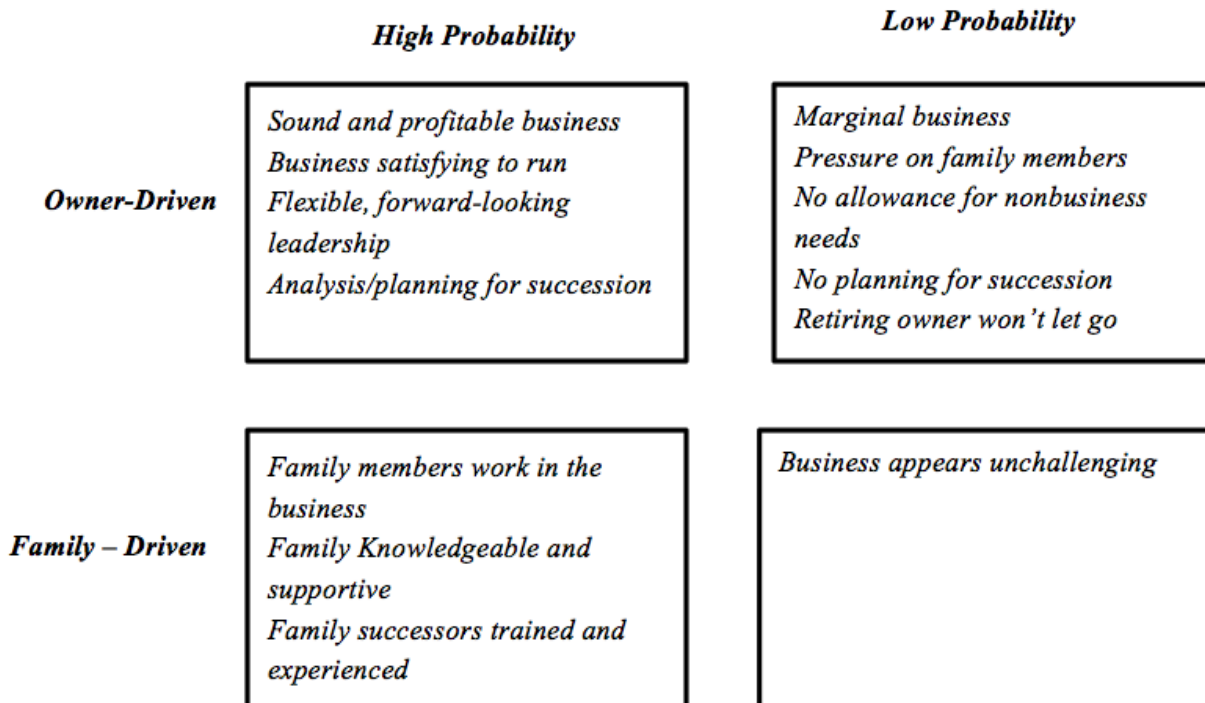 High Probability
Low Probability
Owner-Driven
Sound and profitable business
Business satisfying to run
Flexible, forward-looking
leadership
Analysis/planning for succession
Marginal business
Pressure on family members
No allowance for nonbusiness
needs
No planning for succession
Retiring owner won’t let go
Family – Driven
Family members work in the
business
Family Knowledgeable and
supportive
Family successors trained and
experienced
Business appears unchallenging